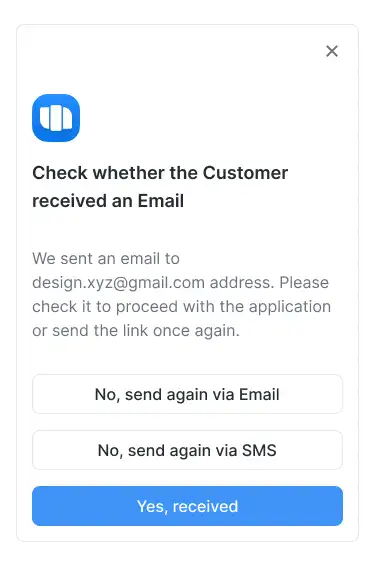 Check whether the Customer
received an Email
We sent an email to
design.xyz@gmail.com address. Please
check it to proceed with the application
or send the link once again.
No, send again via Email
No, send again via SMS
Yes, received